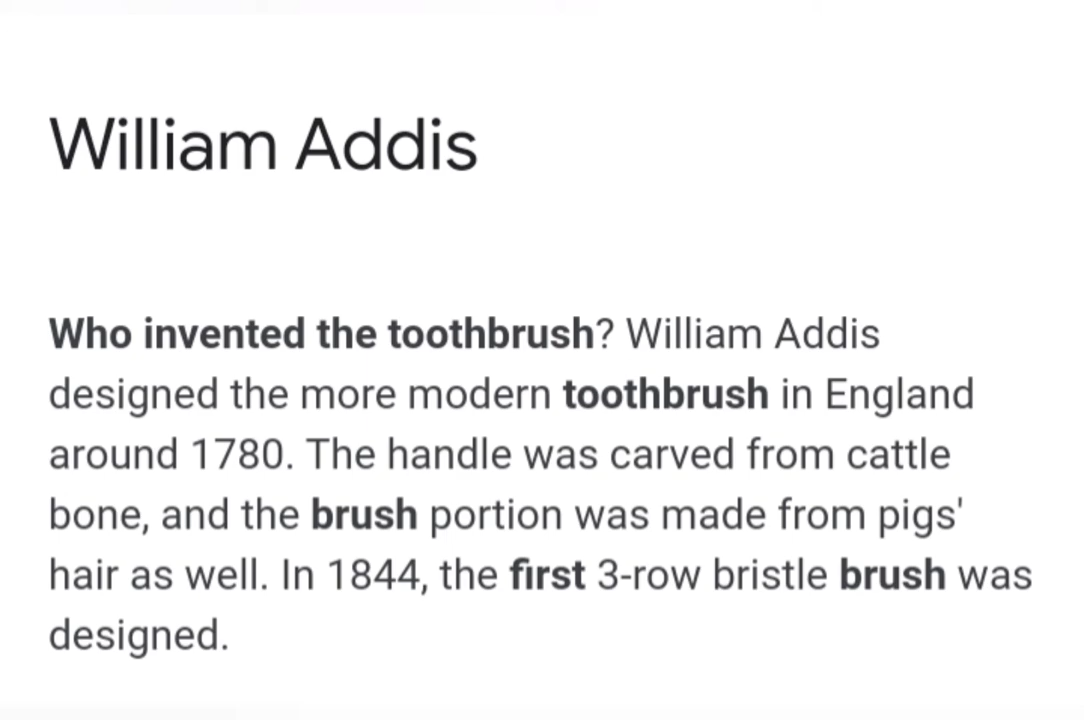 William Addis
Who invented the toothbrush? William Addis
designed the more modern toothbrush in England
around 1780. The handle was carved from cattle
bone, and the brush portion was made from pigs'
hair as well. In 1844, the first 3-row bristle brush was
designed.